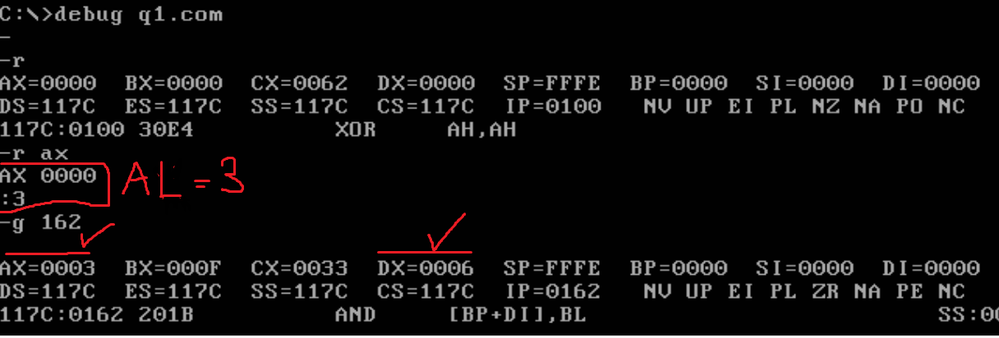 C:\>debug q1.com
-
-r
AX=0000 BX=0000 CX=0062 DX=0000 SP=FFFE BP=0000 SI=0000 DI=0000
DS=117C ES=117C SS=117C CS=117C IP=0100 NV UP EI PL NZ NA PO NC
117C:0100 30E4 XOR AH,AH
-r ax
AX 0000
:3
AL=3
-g 162
AX=0003 BX=000F CX=0033 DX=0006 SP=FFFE BP=0000 SI=0000 DI=0000
DS=117C ES=117C SS=117C CS=117C IP=0162 NV UP EI PL ZR NA PE NC
117C:0162 201B AND [BP+DI],BL SS:00